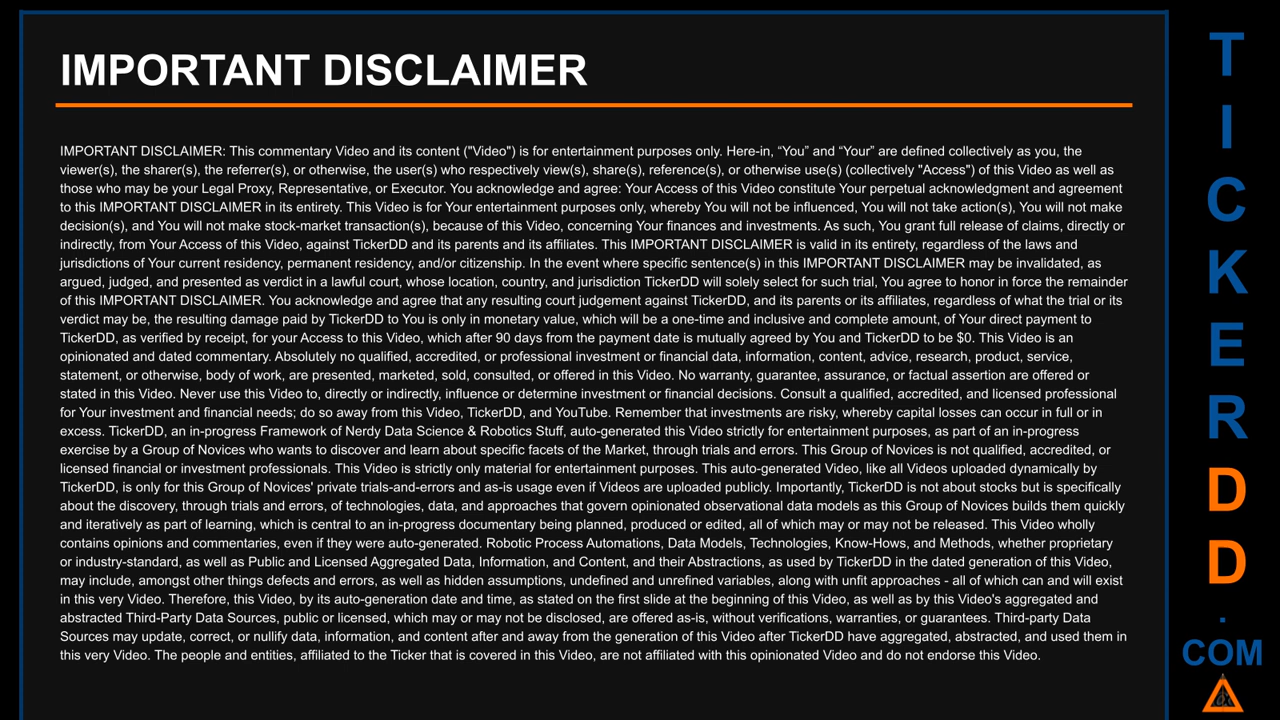 IMPORTANT DISCLAIMER
IMPORTANT DISCLAIMER: This commentary Video and its content ("Video") is for entertainment purposes only. Here-in, “You” and “Your” are defined collectively as you, the
viewer(s), the sharer(s), the referrer(s), or otherwise, the user(s) who respectively view(s), share(s), reference(s), or otherwise use(s) (collectively "Access") of this Video as well as
those who may be your Legal Proxy, Representative, or Executor. You acknowledge and agree: Your Access of this Video constitute Your perpetual acknowledgment and agreement
to this IMPORTANT DISCLAIMER in its entirety. This Video is for Your entertainment purposes only, whereby You will not be influenced, You will not take action(s), You will not make
decision(s), and You will not make stock-market transaction(s), because of this Video, concerning Your finances and investments. As such, You grant full release of claims, directly or
indirectly, from Your Access of this Video, against TickerDD and its parents and its affiliates. This IMPORTANT DISCLAIMER is valid in its entirety, regardless of the laws and
jurisdictions of Your current residency, permanent residency, and/or citizenship. In the event where specific sentence(s) in this IMPORTANT DISCLAIMER may be invalidated, as
argued, judged, and presented as verdict in a lawful court, whose location, country, and jurisdiction TickerDD will solely select for such trial, You agree to honor in force the remainder
of this IMPORTANT DISCLAIMER. You acknowledge and agree that any resulting court judgement against TickerDD, and its parents or its affiliates, regardless of what the trial or its
verdict may be, the resulting damage paid by TickerDD to You is only in monetary value, which will be a one-time and inclusive and complete amount, of Your direct payment to
TickerDD, as verified by receipt, for your Access to this Video, which after 90 days from the payment date is mutually agreed by You and TickerDD to be $0. This Video is an
opinionated and dated commentary. Absolutely no qualified, accredited, or professional investment or financial data, information, content, advice, research, product, service,
statement, or otherwise, body of work, are presented, marketed, sold, consulted, or offered in this Video. No warranty, guarantee, assurance, or factual assertion are offered or
stated in this Video. Never use this Video to, directly or indirectly, influence or determine investment or financial decisions. Consult a qualified, accredited, and licensed professional
for Your investment and financial needs; do so away from this Video, TickerDD, and YouTube. Remember that investments are risky, whereby capital losses can occur in full or in
excess. TickerDD, an in-progress Framework of Nerdy Data Science & Robotics Stuff, auto-generated this Video strictly for entertainment purposes, as part of an in-progress
exercise by a Group of Novices who wants to discover and learn about specific facets of the Market, through trials and errors. This Group of Novices is not qualified, accredited, or
licensed financial or investment professionals. This Video is strictly only material for entertainment purposes. This auto-generated Video, like all Videos uploaded dynamically by
TickerDD, is only for this Group of Novices' private trials-and-errors and as-is usage even if Videos are uploaded publicly. Importantly, TickerDD is not about stocks but is specifically
about the discovery, through trials and errors, of technologies, data, and approaches that govern opinionated observational data models as this Group of Novices builds them quickly
and iteratively as part of learning, which is central to an in-progress documentary being planned, produced or edited, all of which may or may not be released. This Video wholly
contains opinions and commentaries, even if they were auto-generated. Robotic Process Automations, Data Models, Technologies, Know-Hows, and Methods, whether proprietary
or industry-standard, as well as Public and Licensed Aggregated Data, Information, and Content, and their Abstractions, as used by TickerDD in the dated generation of this Video,
may include, amongst other things defects and errors, as well as hidden assumptions, undefined and unrefined variables, along with unfit approaches - all of which can and will exist
in this very Video. Therefore, this Video, by its auto-generation date and time, as stated on the first slide at the beginning of this Video, as well as by this Video's aggregated and
abstracted Third-Party Data Sources, public or licensed, which may or may not be disclosed, are offered as-is, without verifications, warranties, or guarantees. Third-party Data
Sources may update, correct, or nullify data, information, and content after and away from the generation of this Video after TickerDD have aggregated, abstracted, and used them in
this very Video. The people and entities, affiliated to the Ticker that is covered in this Video, are not affiliated with this opinionated Video and do not endorse this Video.
T
I
C
K
E
R
D
D
.
COM